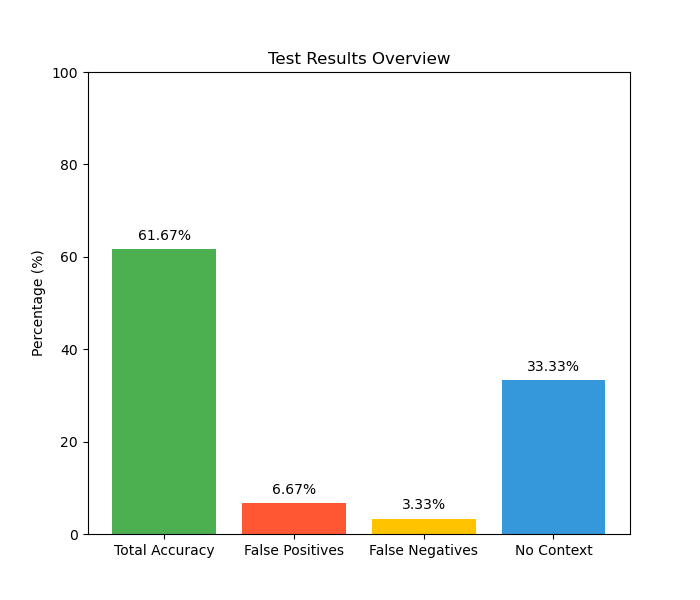 Test Results Overview
Percentage (%)
100
80
60
40
20
0
61.67%
6.67%
3.33%
33.33%
Total Accuracy
False Positives
False Negatives
No Context